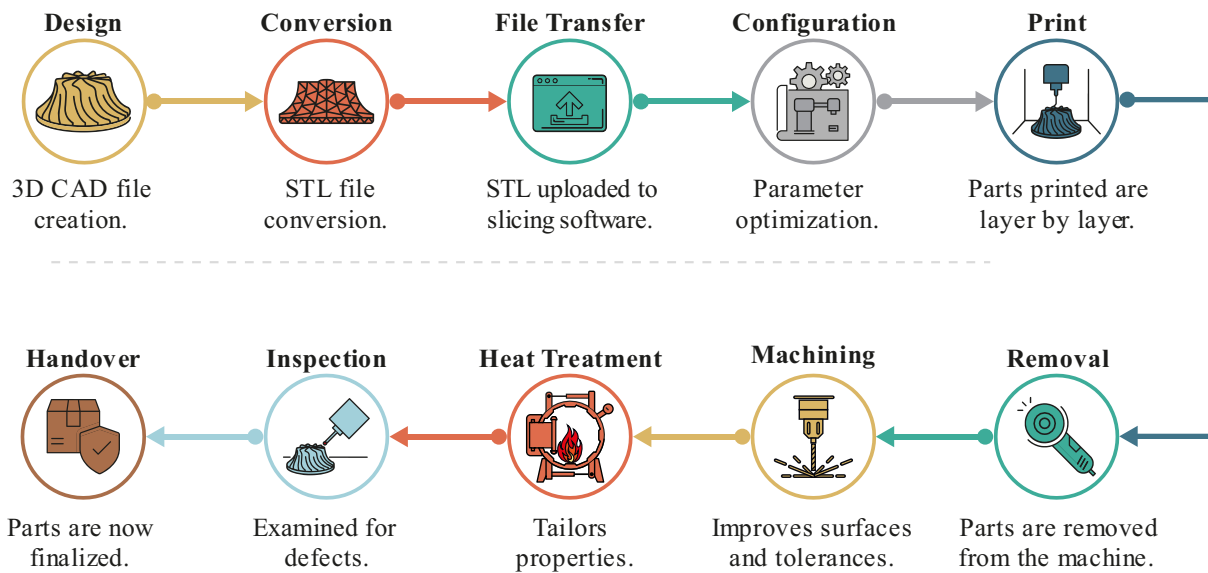 Design
3D CAD file
creation.
Conversion
STL file
conversion.
File Transfer
STL uploaded to
slicing software.
Configuration
Parameter
optimization.
Print
Parts printed are
layer by layer.
Handover
Parts are now
finalized.
Inspection
Examined for
defects.
Heat Treatment
Tailors
properties.
Machining
Improves surfaces
and tolerances.
Removal
Parts are removed
from the machine.